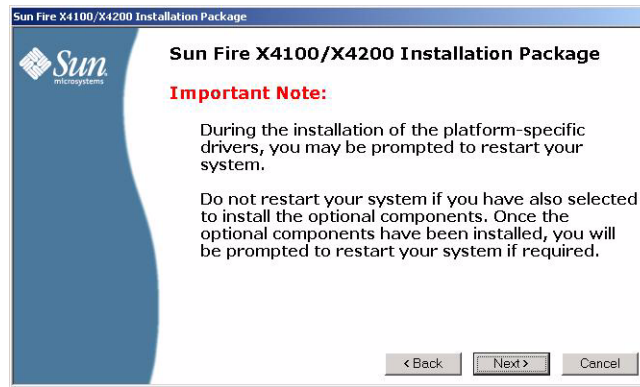 Sun Fire X4100/X4200 Installation Package
Sun
microsystems
Sun Fire X4100/X4200 Installation Package
Important Note:
During the installation of the platform-specific
drivers, you may be prompted to restart your
system.
Do not restart your system if you have also selected
to install the optional components. Once the
optional components have been installed, you will
be prompted to restart your system if required.
< Back
Next >
Cancel